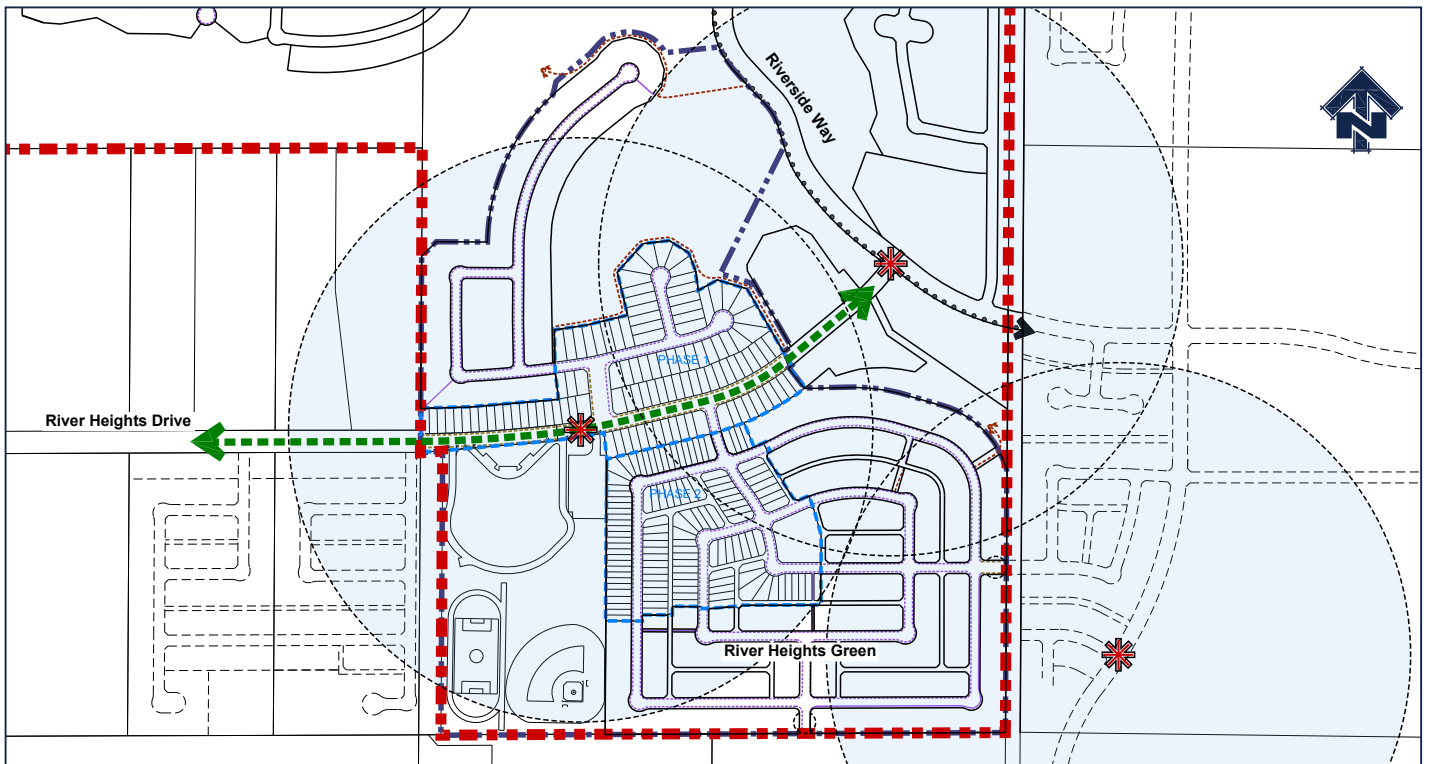 N
Riverside Way
PHASE 1
River Heights Drive
PHASE 2
River Heights Green